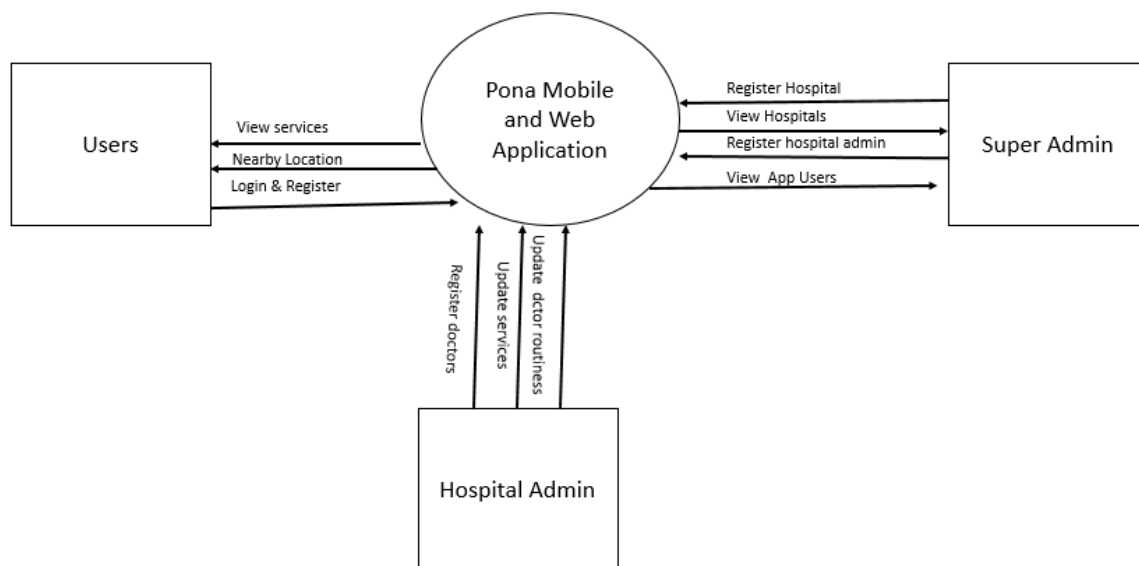 Users
View services
Nearby Location
Login & Register
Pona Mobile
and Web
Application
Register Hospital
View Hospitals
Register hospital admin
View App Users
Super Admin
Register doctors
Update services
Update dctor routiness
Hospital Admin